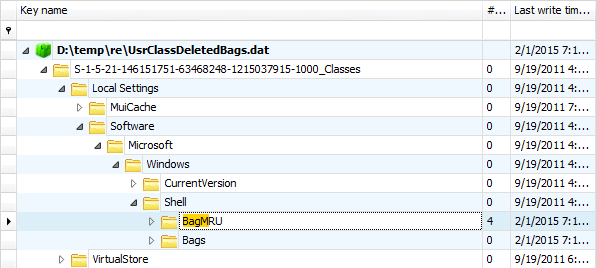 Key name #... Last write tim...
D:\temp\re\UsrClassDeletedBags.dat 2/1/2015 7:1...
S-1-5-21-146151751-63468248-1215037915-1000_Classes 0 9/19/2011 4:...
Local Settings 0 9/19/2011 4:...
MuiCache 0 9/19/2011 7:...
Software 0 9/19/2011 4:...
Microsoft 0 9/19/2011 4:...
Windows 0 9/19/2011 4:...
CurrentVersion 0 9/19/2011 4:...
Shell 0 9/19/2011 4:...
BagMRU 4 2/1/2015 7:1...
Bags 0 2/1/2015 7:1...
VirtualStore 0 9/19/2011 6:...